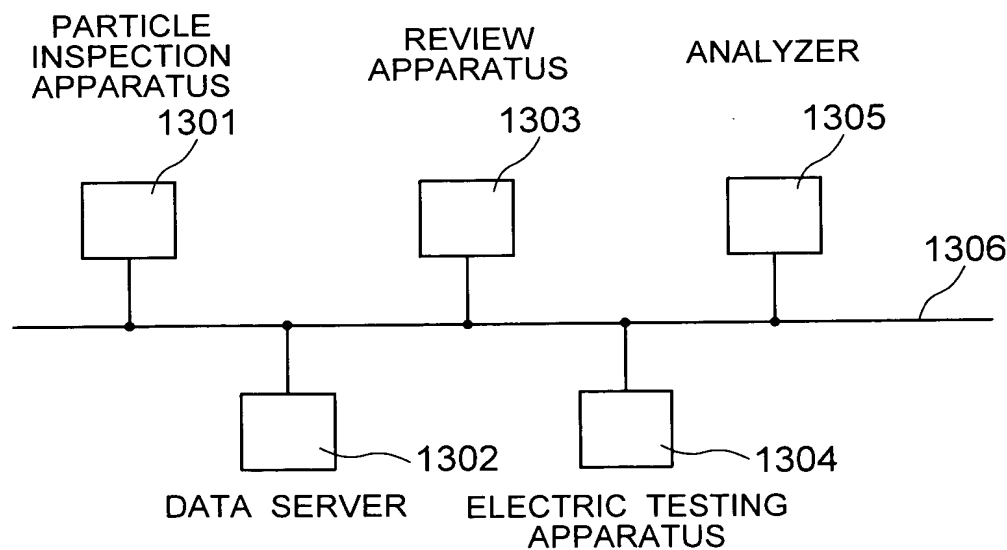 PARTICLE
INSPECTION
APPARATUS
1301
REVIEW
APPARATUS
1303
ANALYZER
1305
1306
1302
DATA SERVER
1304
ELECTRIC TESTING
APPARATUS